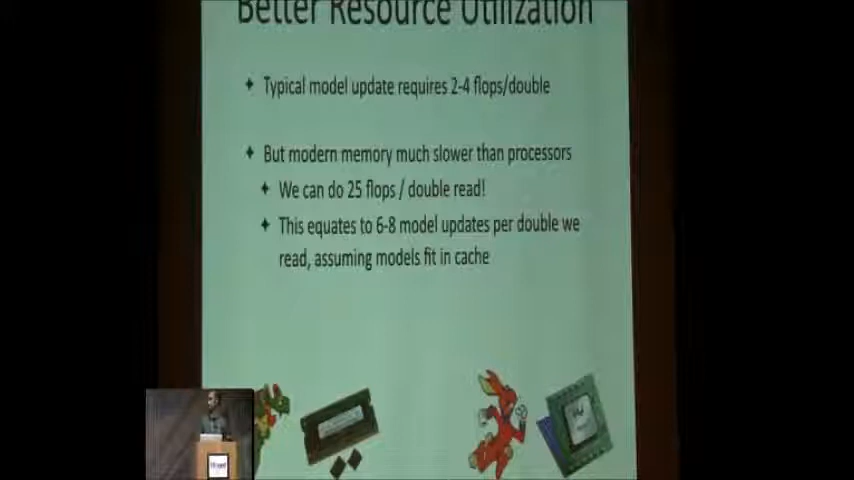 Better Resource Utilization
Typical model update requires 2-4 flops/double
But modern memory much slower than processors
We can do 25 flops / double read!
This equates to 6-8 model updates per double we
read, assuming models fit in cache